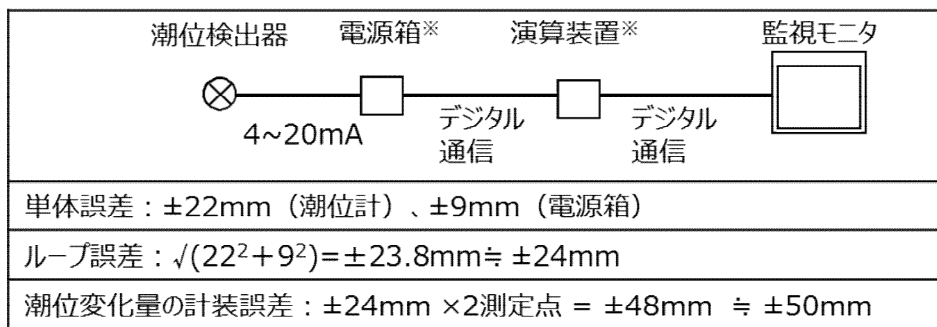 潮位検出器 電源箱※ 演算装置※ 監視モニタ
4~20mA デジタル通信 デジタル通信
単体誤差：±22mm（潮位計）、±9mm（電源箱）
ループ誤差：√(22²＋9²)=±23.8mm≒ ±24mm
潮位変化量の計装誤差：±24mm ×2測定点 = ±48mm ≒ ±50mm